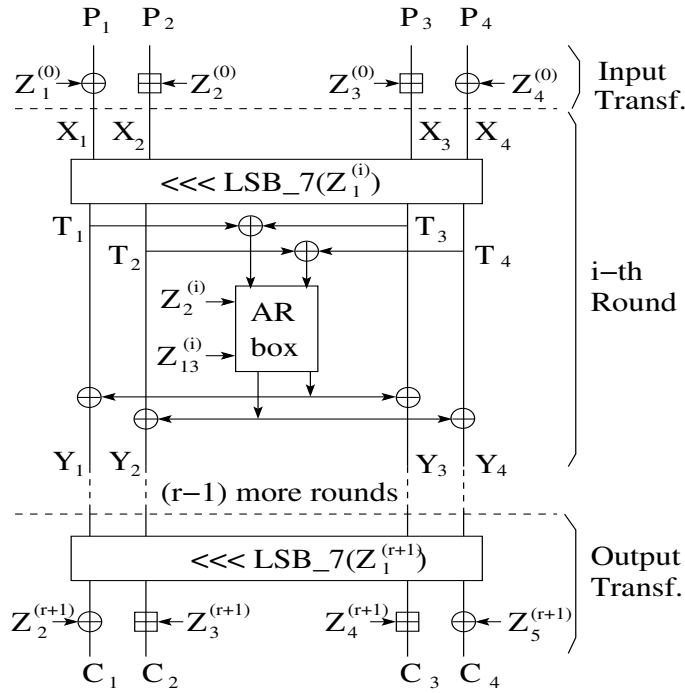 P₁ P₂ P₃ P₄
Z₁⁽⁰⁾ Z₂⁽⁰⁾ Z₃⁽⁰⁾ Z₄⁽⁰⁾
Input
Transf.
X₁ X₂ X₃ X₄
<<< LSB_7(Z₁⁽ⁱ⁾)
T₁ T₃
T₂ T₄
i−th
Round
Z₂⁽ⁱ⁾
AR
box
Z₁₃⁽ⁱ⁾
Y₁ Y₂ Y₃ Y₄
(r−1) more rounds
<<< LSB_7(Z₁⁽ʳ⁺¹⁾)
Output
Transf.
Z₂⁽ʳ⁺¹⁾ Z₃⁽ʳ⁺¹⁾ Z₄⁽ʳ⁺¹⁾ Z₅⁽ʳ⁺¹⁾
C₁ C₂ C₃ C₄